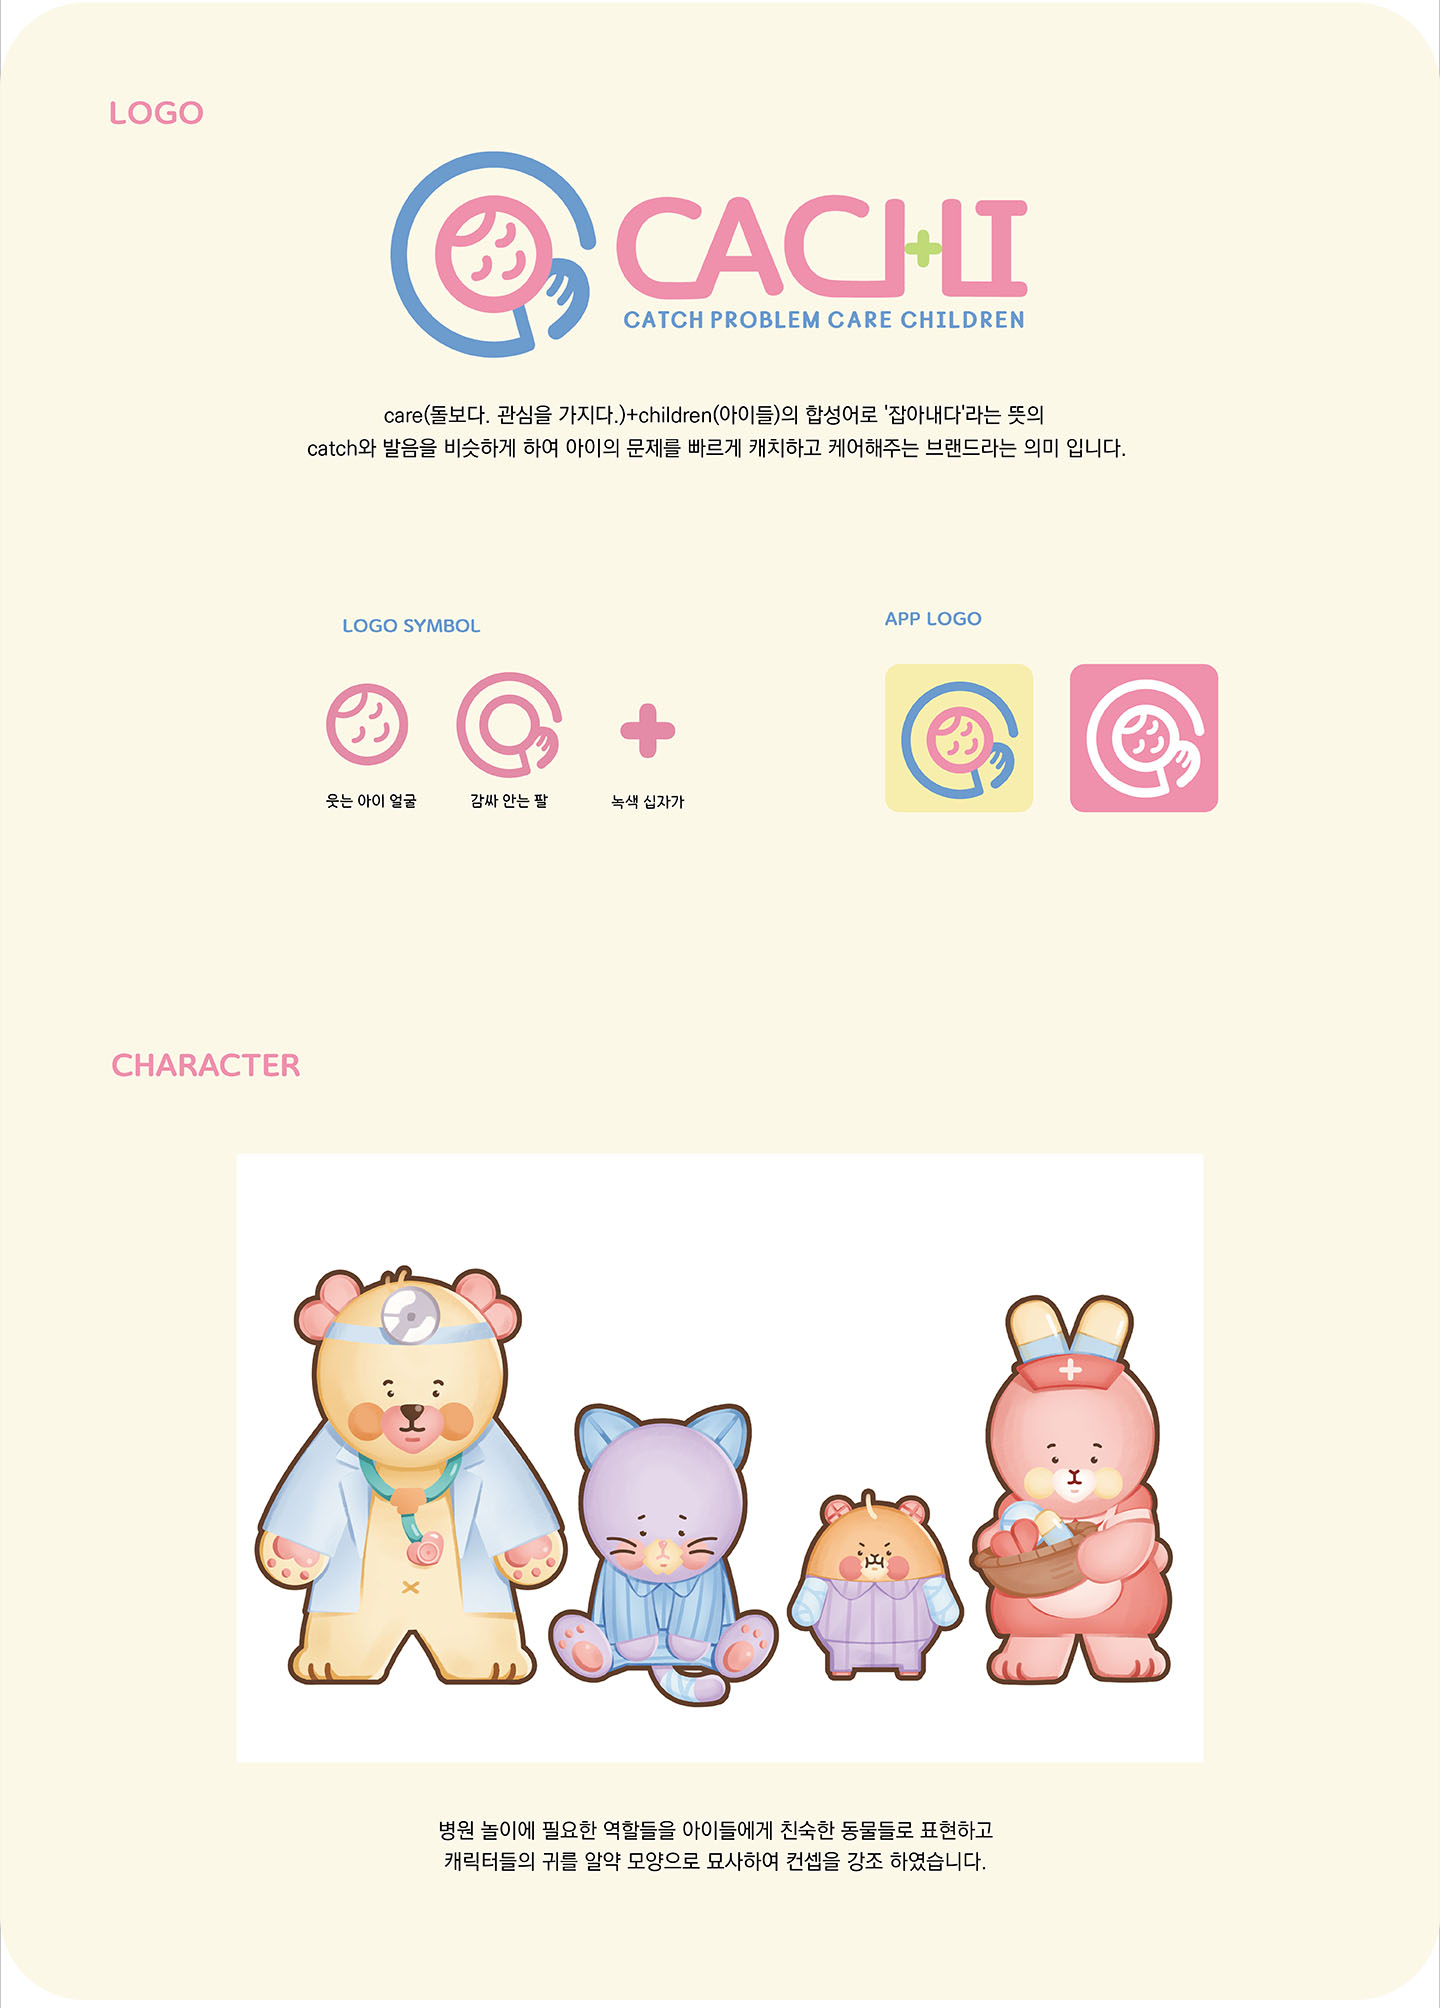 LOGO
CACHI
CATCH PROBLEM CARE CHILDREN
care(돌보다. 관심을 가지다.)+children(아이들)의 합성어로 '잡아내다'라는 뜻의
catch와 발음을 비슷하게 하여 아이의 문제를 빠르게 캐치하고 케어해주는 브랜드라는 의미 입니다.
LOGO SYMBOL
APP LOGO
웃는 아이 얼굴
감싸 안는 팔
녹색 십자가
CHARACTER
병원 놀이에 필요한 역할들을 아이들에게 친숙한 동물들로 표현하고
캐릭터들의 귀를 알약 모양으로 묘사하여 컨셉을 강조 하였습니다.